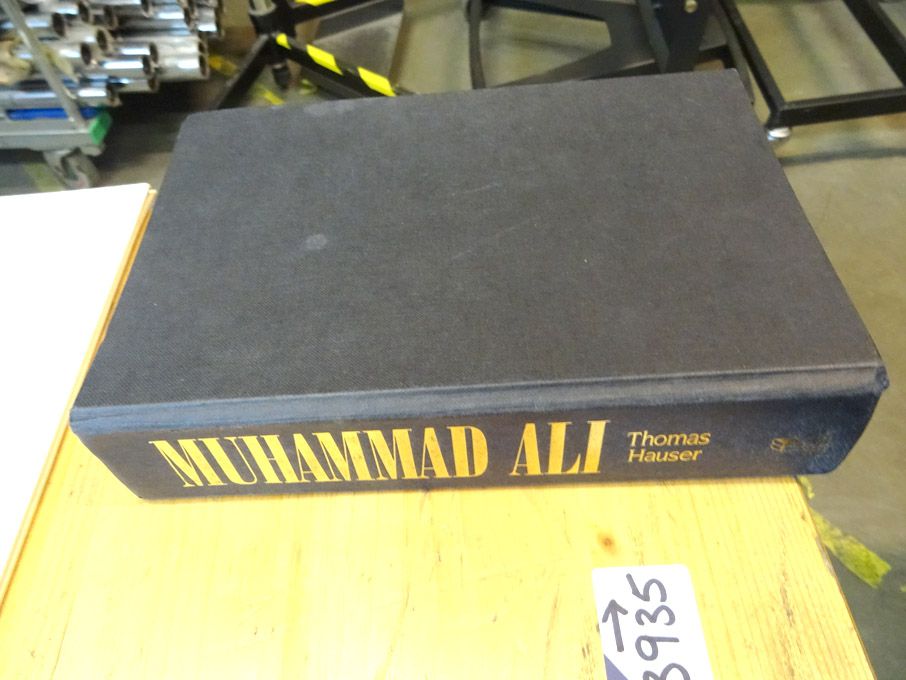 MUHAMMAD ALI
Thomas
Hauser
→ 3935